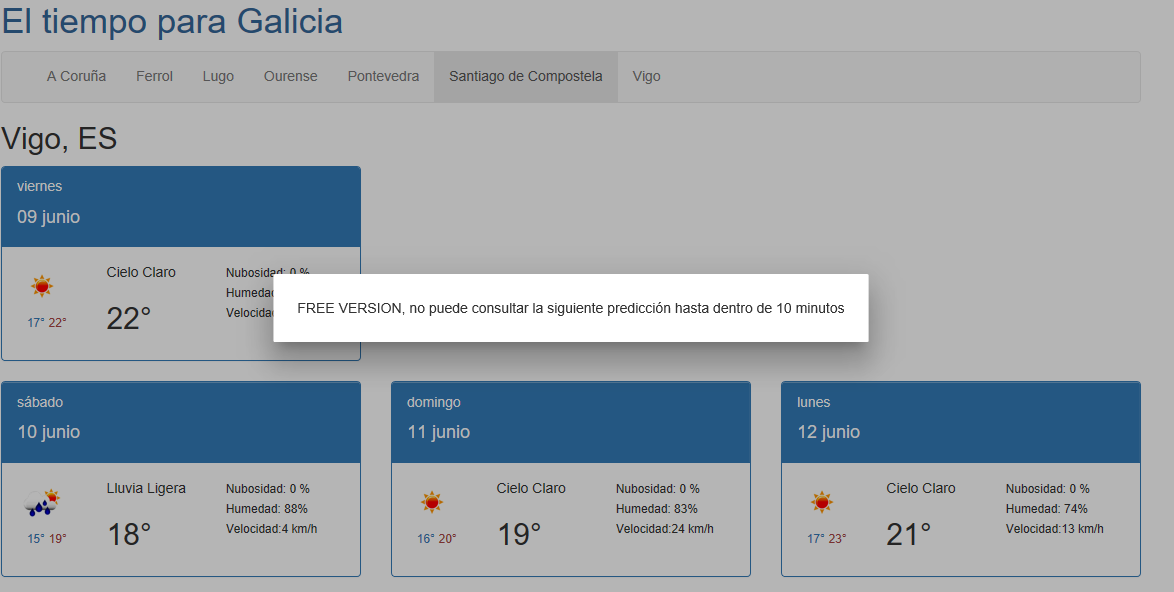 El tiempo para Galicia
A Coruña Ferrol Lugo Ourense Pontevedra Santiago de Compostela Vigo
Vigo, ES
viernes
09 junio
Cielo Claro
22°
17° 22°
Nubosidad: 0 %
FREE VERSION, no puede consultar la siguiente predicción hasta dentro de 10 minutos
sábado
10 junio
Lluvia Ligera
18°
15° 19°
Nubosidad: 0 %
Humedad: 88%
Velocidad:4 km/h
domingo
11 junio
Cielo Claro
19°
16° 20°
Nubosidad: 0 %
Humedad: 83%
Velocidad:24 km/h
lunes
12 junio
Cielo Claro
21°
17° 23°
Nubosidad: 0 %
Humedad: 74%
Velocidad:13 km/h